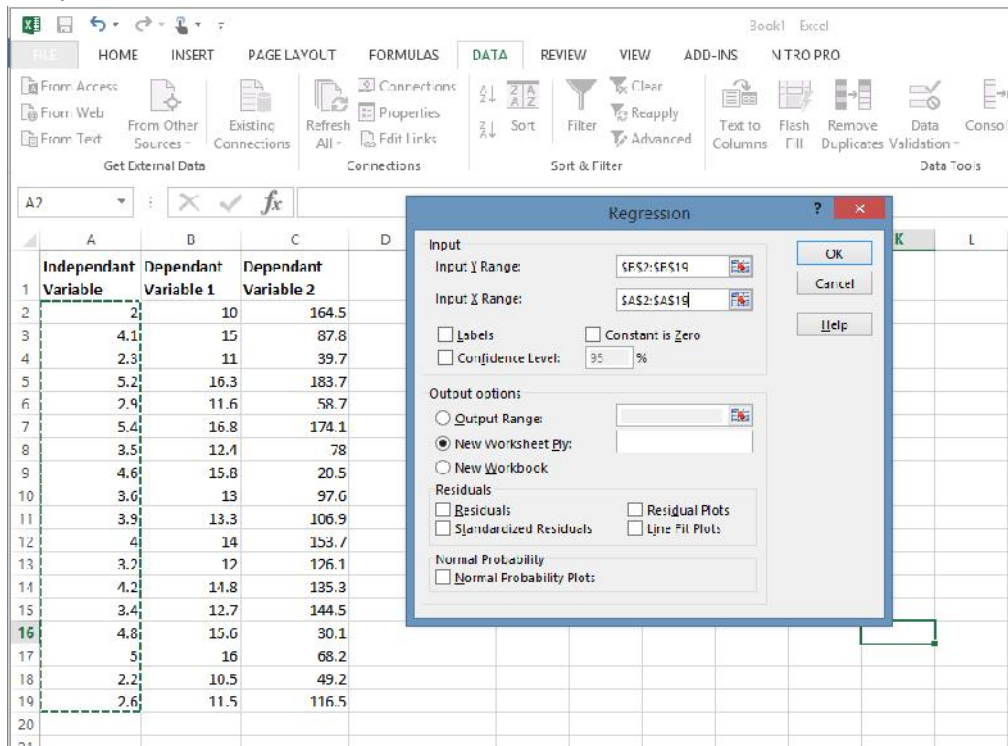 Book1 Excel
FILE HOME INSERT PAGE LAYOUT FORMULAS DATA REVIEW VIEW ADD-INS NITRO PRO
From Access
From Web
From Text
From Other Sources
Existing Connections
Get External Data
Refresh All
Connections
Properties
Edit Links
Connections
Sort
Filter
Clear
Reapply
Advanced
Sort & Filter
Text to Columns
Flash Fill
Remove Duplicates
Data Validation
Conso
Data Tools
A2 fx
A B C D K L
1 Independant Variable Dependant Variable 1 Dependant Variable 2
2 2 10 164.5
3 4.1 15 87.8
4 2.3 11 39.7
5 5.2 16.3 183.7
6 2.9 11.6 58.7
7 5.4 16.8 174.1
8 3.5 12.4 78
9 4.6 15.8 20.5
10 3.6 13 97.6
11 3.9 13.3 106.9
12 4 14 153.7
13 3.2 12 126.1
14 4.2 14.8 135.3
15 3.4 12.7 144.5
16 4.8 15.6 30.1
17 5 16 68.2
18 2.2 10.5 49.2
19 2.6 11.5 116.5
20
21
Regression ? ×
Input
Input Y Range: $B$2:$B$19
Input X Range: $A$2:$A$19
Labels Constant is Zero
Confidence Level: 95 %
OK
Cancel
Help
Output options
Output Range:
New Worksheet Ply:
New Workbook
Residuals
Residuals Residual Plots
Standardized Residuals Line Fit Plots
Normal Probability
Normal Probability Plots